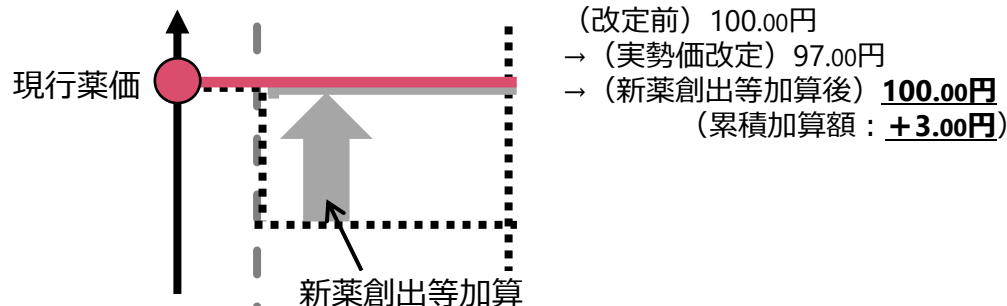 （改定前）100.00円
→（実勢価改定）97.00円
→（新薬創出等加算後）100.00円
（累積加算額：＋3.00円）
現行薬価
新薬創出等加算